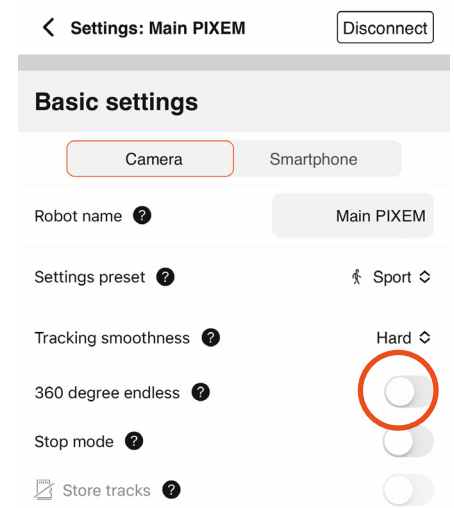 Settings: Main PIXEM
Disconnect
Basic settings
Camera
Smartphone
Robot name ?
Main PIXEM
Settings preset ?
Sport
Tracking smoothness ?
Hard
360 degree endless ?
Stop mode ?
Store tracks ?